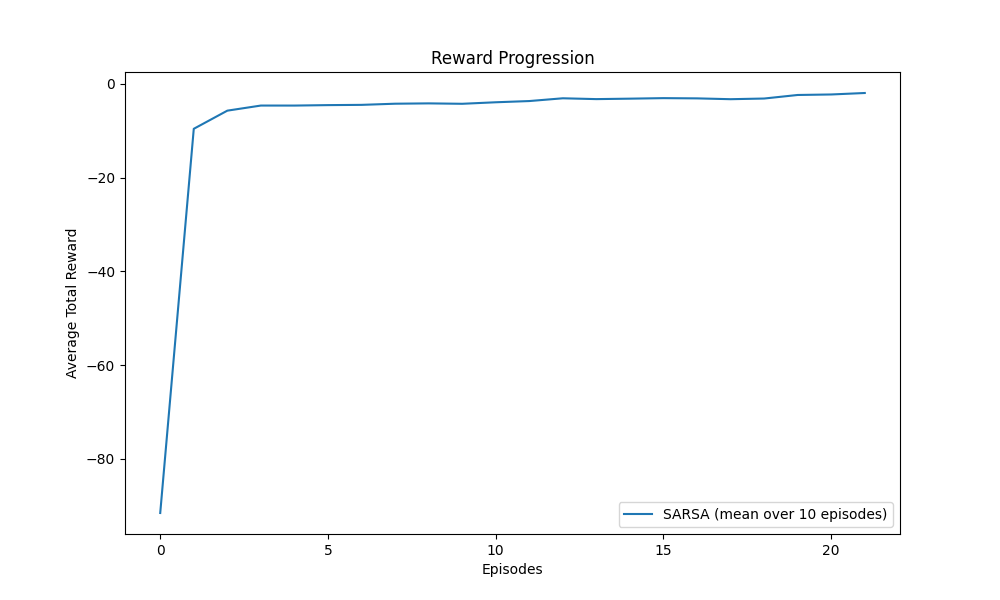 Reward Progression
Average Total Reward
0
−20
−40
−60
−80
SARSA (mean over 10 episodes)
0 5 10 15 20
Episodes